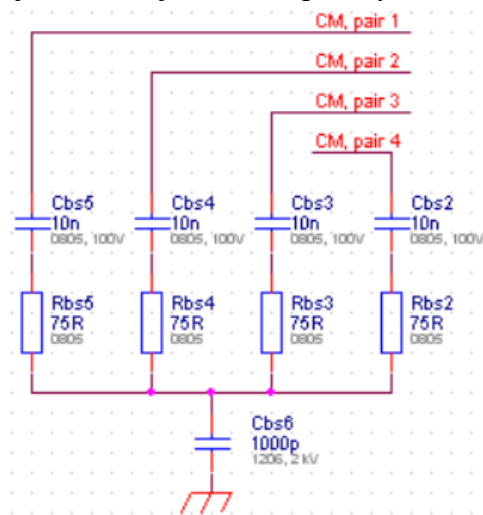 CM, pair 1
CM, pair 2
CM, pair 3
CM, pair 4
Cbs5
10n
0805, 100V
Cbs4
10n
0805, 100V
Cbs3
10n
0805, 100V
Cbs2
10n
0805, 100V
Rbs5
75R
0805
Rbs4
75R
0805
Rbs3
75R
0805
Rbs2
75R
0805
Cbs6
1000p
1206, 2 kV